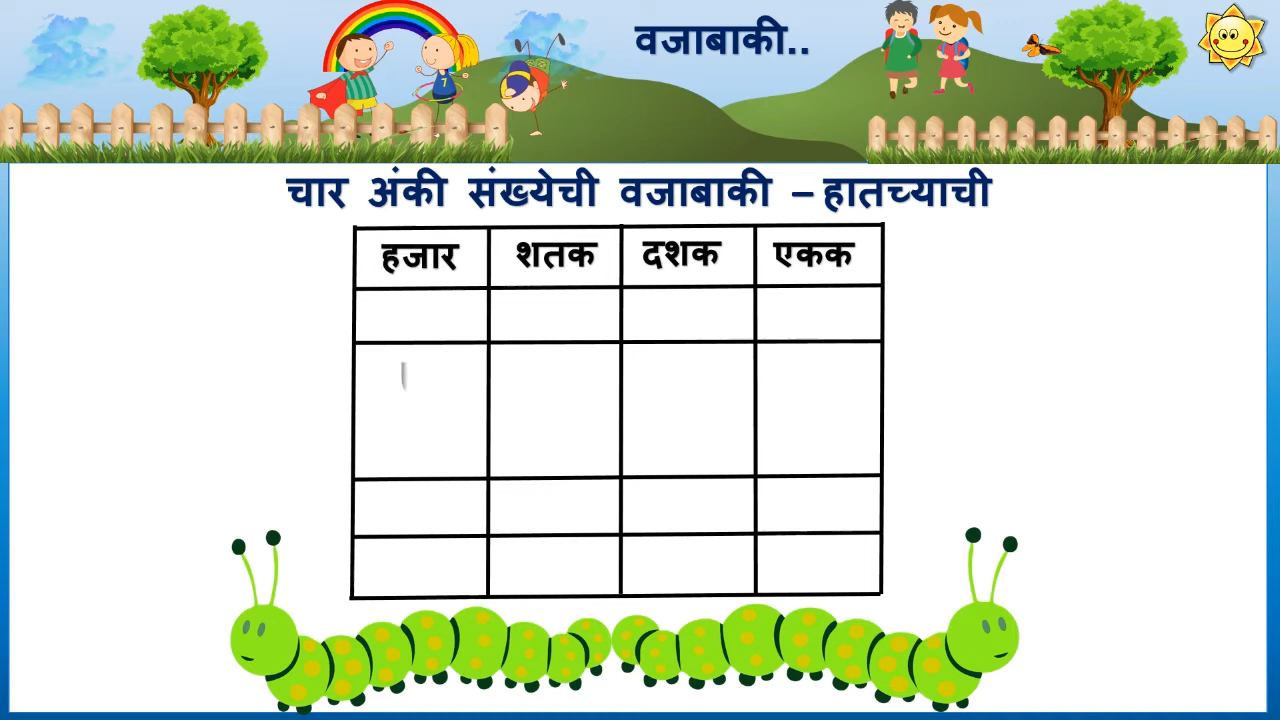 वजाबाकी..
चार अंकी संख्येची वजाबाकी – हातच्याची
हजार शतक दशक एकक